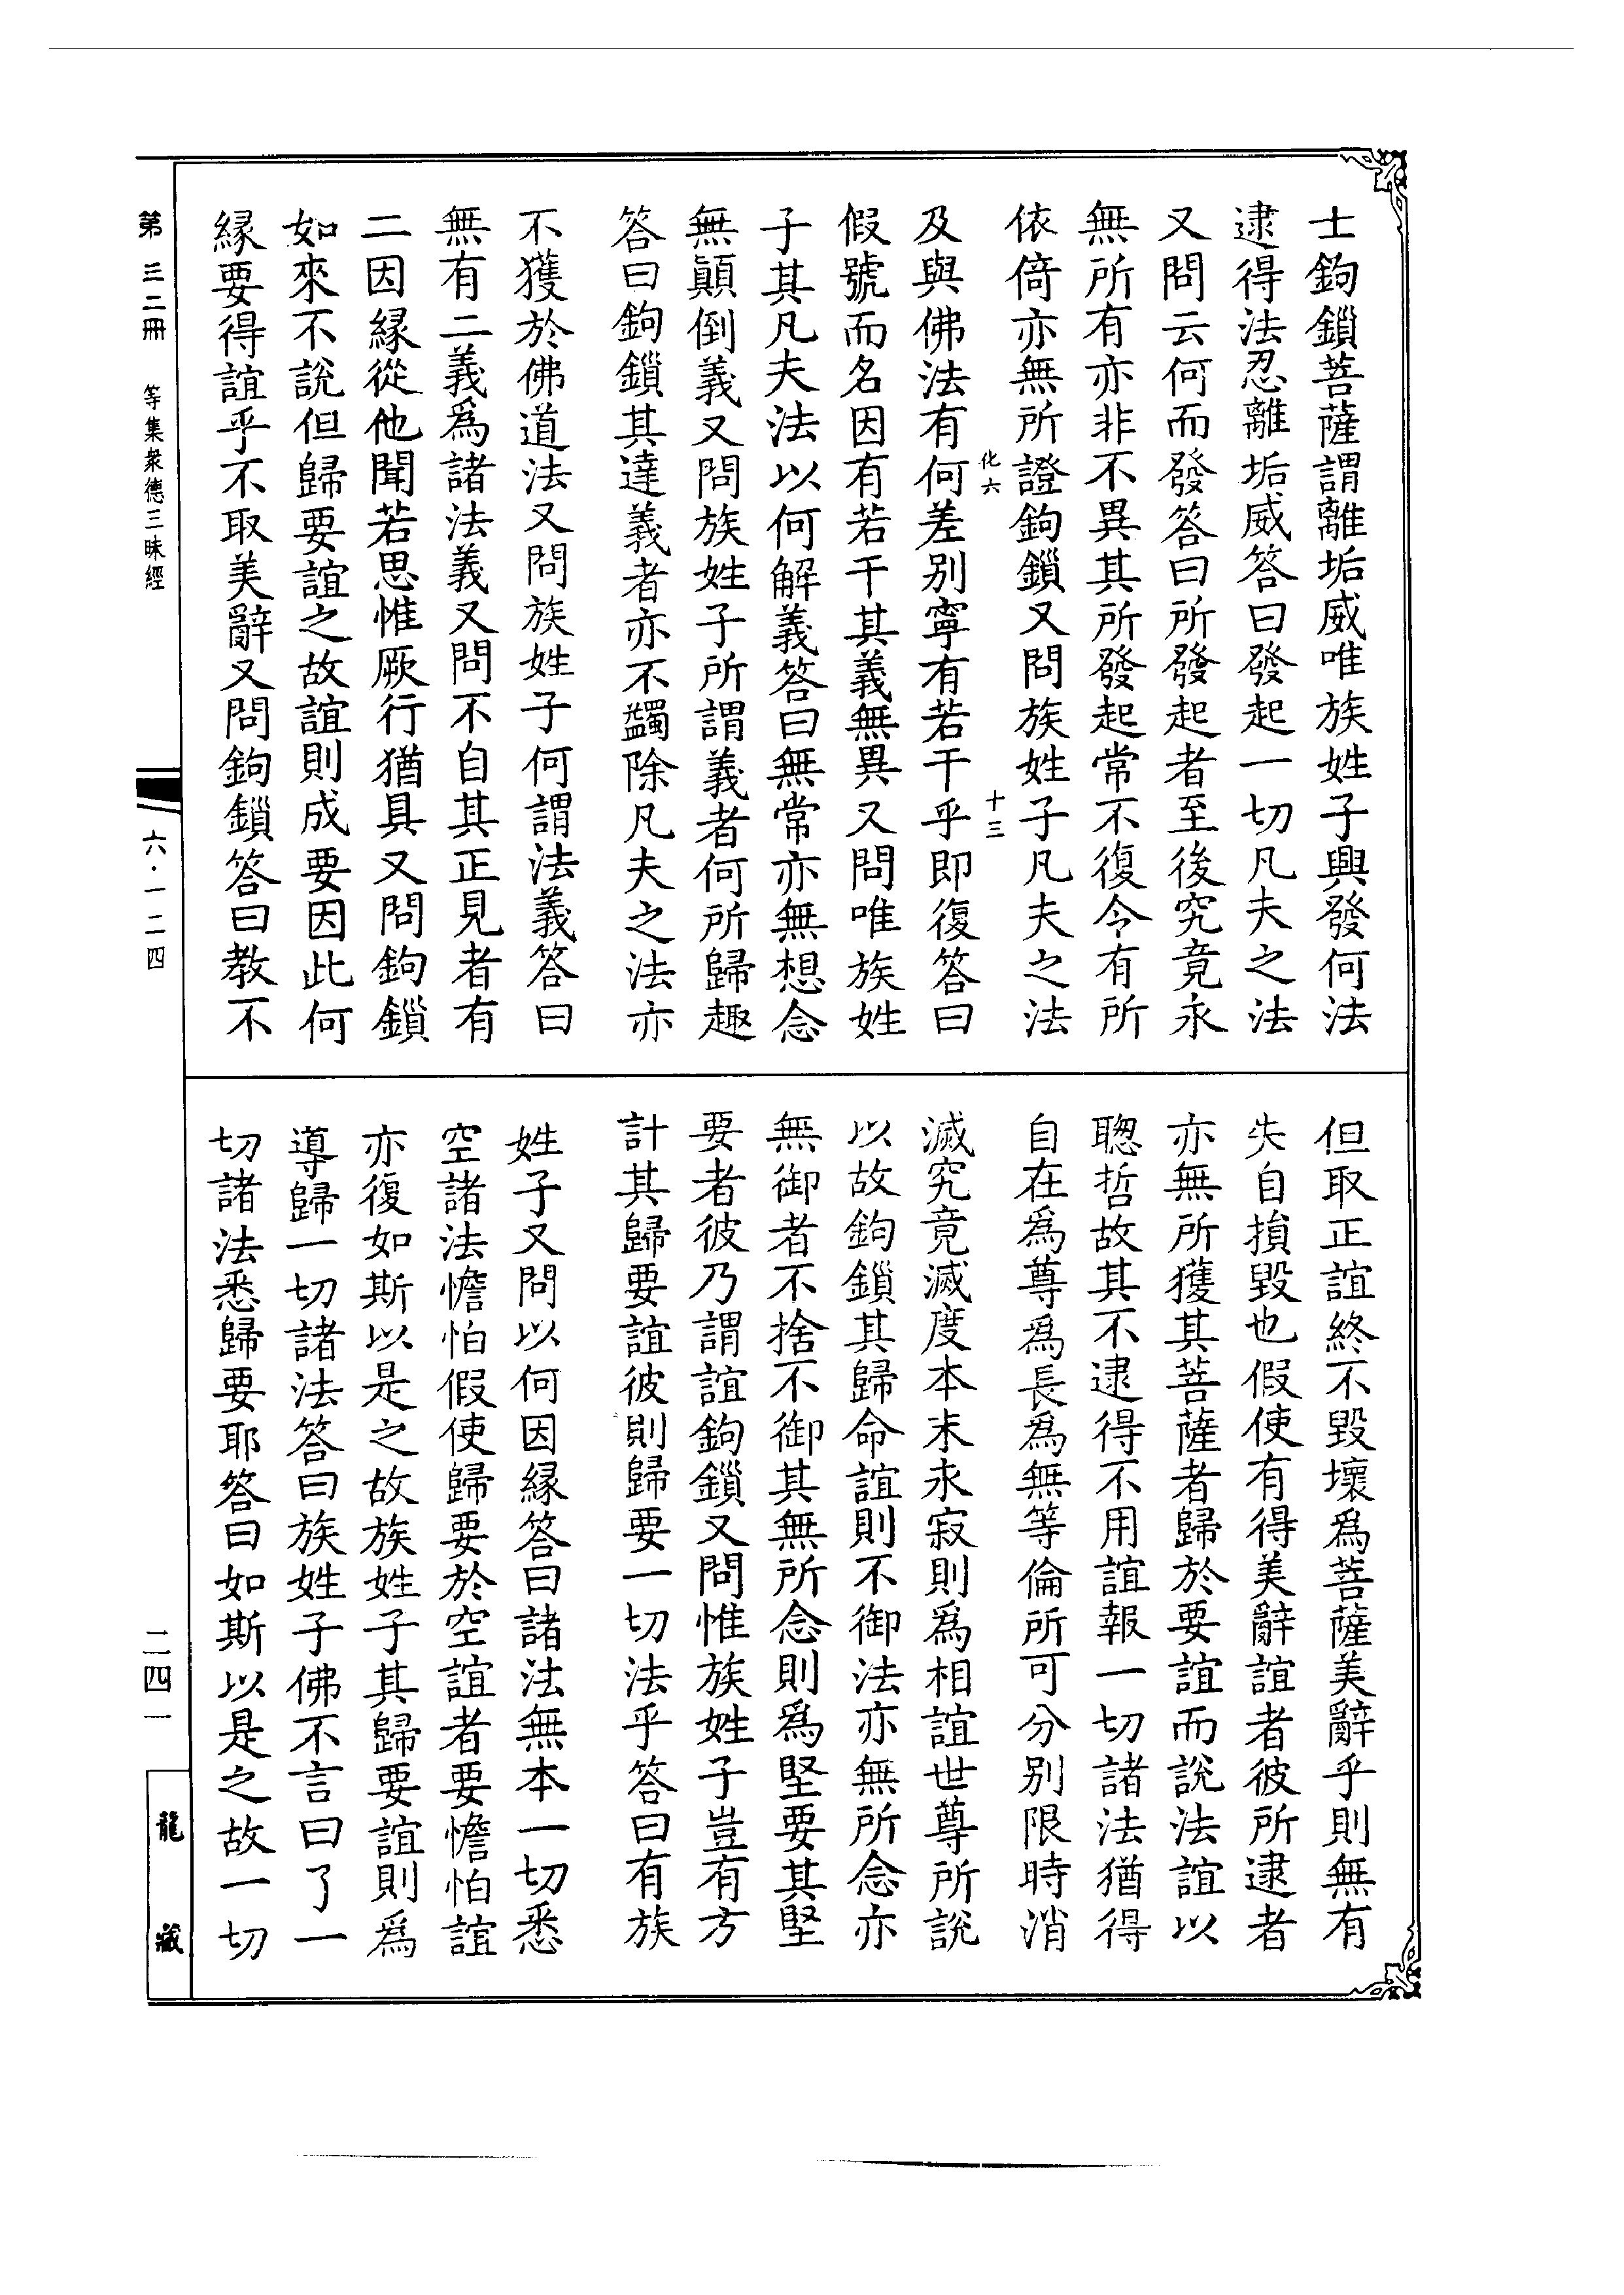 士鉤鎖菩薩謂離垢威唯族姓子興發何法
逮得法忍離垢威答曰發起一切凡夫之法
又問云何而發答曰所發起者至後究竟永
無所有亦非不異其所發起常不復令有所
依倚亦無所證鉤鎖又問族姓子凡夫之法
化六
十三
及與佛法有何差別寧有若干乎即復答曰
假號而名因有若干其義無異又問唯族姓
子其凡夫法以何解義答曰無常亦無想念
無顛倒義又問族姓子所謂義者何所歸趣
答曰鉤鎖其達義者亦不蠲除凡夫之法亦
不獲於佛道法又問族姓子何謂法義答曰
無有二義爲諸法義又問不自其正見者有
二因緣從他聞若思惟厥行猶具又問鉤鎖
如來不說但歸要誼之故誼則成要因此何
緣要得誼乎不取美辭又問鉤鎖答曰教不
但取正誼終不毀壞爲菩薩美辭乎則無有
失自損毀也假使有得美辭誼者彼所逮者
亦無所獲其菩薩者歸於要誼而說法誼以
聰哲故其不逮得不用誼報一切諸法猶得
自在爲尊爲長爲無等倫所可分别限時消
滅究竟滅度本末永寂則爲相誼世尊所說
以故鉤鎖其歸命誼則不御法亦無所念亦
無御者不捨不御其無所念則爲堅要其堅
要者彼乃謂誼鉤鎖又問惟族姓子豈有方
計其歸要誼彼則歸要一切法乎答曰有族
姓子又問以何因緣答曰諸法無本一切悉
空諸法憺怕假使歸要於空誼者要憺怕誼
亦復如斯以是之故族姓子其歸要誼則爲
導歸一切諸法答曰族姓子佛不言曰了一
切諸法悉歸要耶答曰如斯以是之故一切
第三二冊　等集衆德三昧經
六·一二四
二四一
龍藏